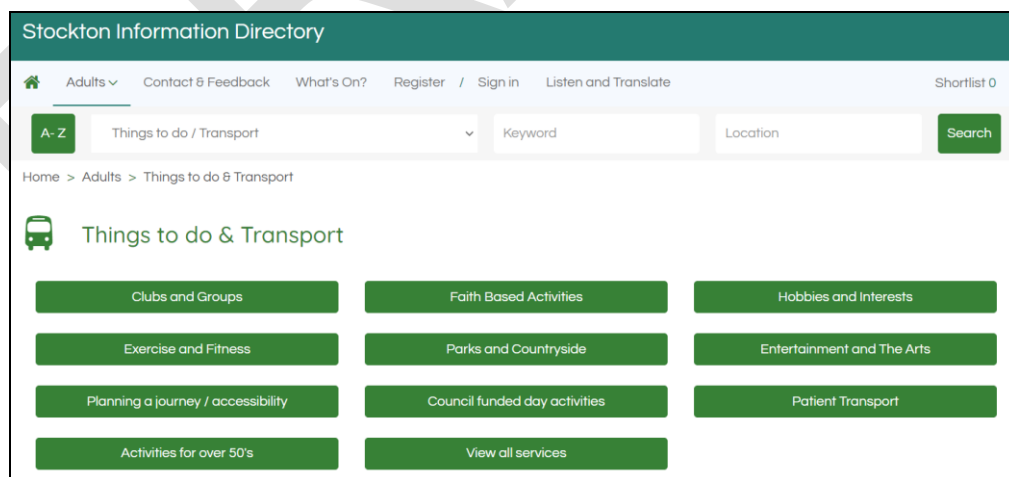 Stockton Information Directory
Adults Contact & Feedback What's On? Register / Sign in Listen and Translate Shortlist 0
A- Z Things to do / Transport Keyword Location Search
Home > Adults > Things to do & Transport
Things to do & Transport
Clubs and Groups Faith Based Activities Hobbies and Interests
Exercise and Fitness Parks and Countryside Entertainment and The Arts
Planning a journey / accessibility Council funded day activities Patient Transport
Activities for over 50's View all services